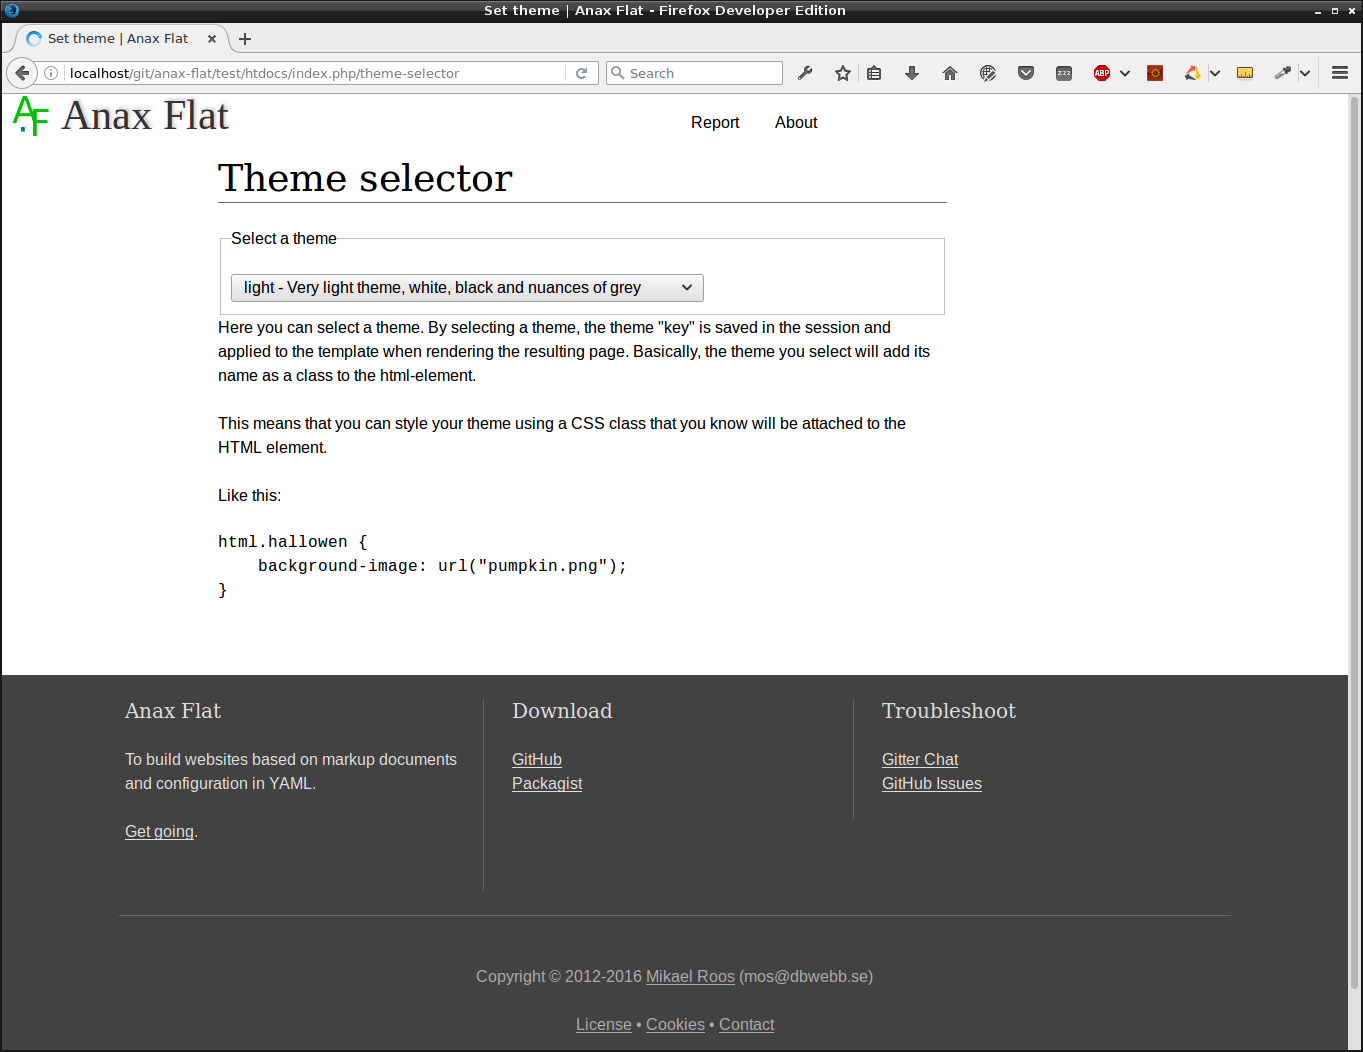 Set theme | Anax Flat - Firefox Developer Edition
Set theme | Anax Flat
localhost/git/anax-flat/test/htdocs/index.php/theme-selector
Search
zzz
ABP
AF Anax Flat
Report About
Theme selector
Select a theme
light - Very light theme, white, black and nuances of grey
Here you can select a theme. By selecting a theme, the theme "key" is saved in the session and
applied to the template when rendering the resulting page. Basically, the theme you select will add its
name as a class to the html-element.
This means that you can style your theme using a CSS class that you know will be attached to the
HTML element.
Like this:
html.hallowen {
    background-image: url("pumpkin.png");
}
Anax Flat
To build websites based on markup documents
and configuration in YAML.
Get going.
Download
GitHub
Packagist
Troubleshoot
Gitter Chat
GitHub Issues
Copyright © 2012-2016 Mikael Roos (mos@dbwebb.se)
License • Cookies • Contact